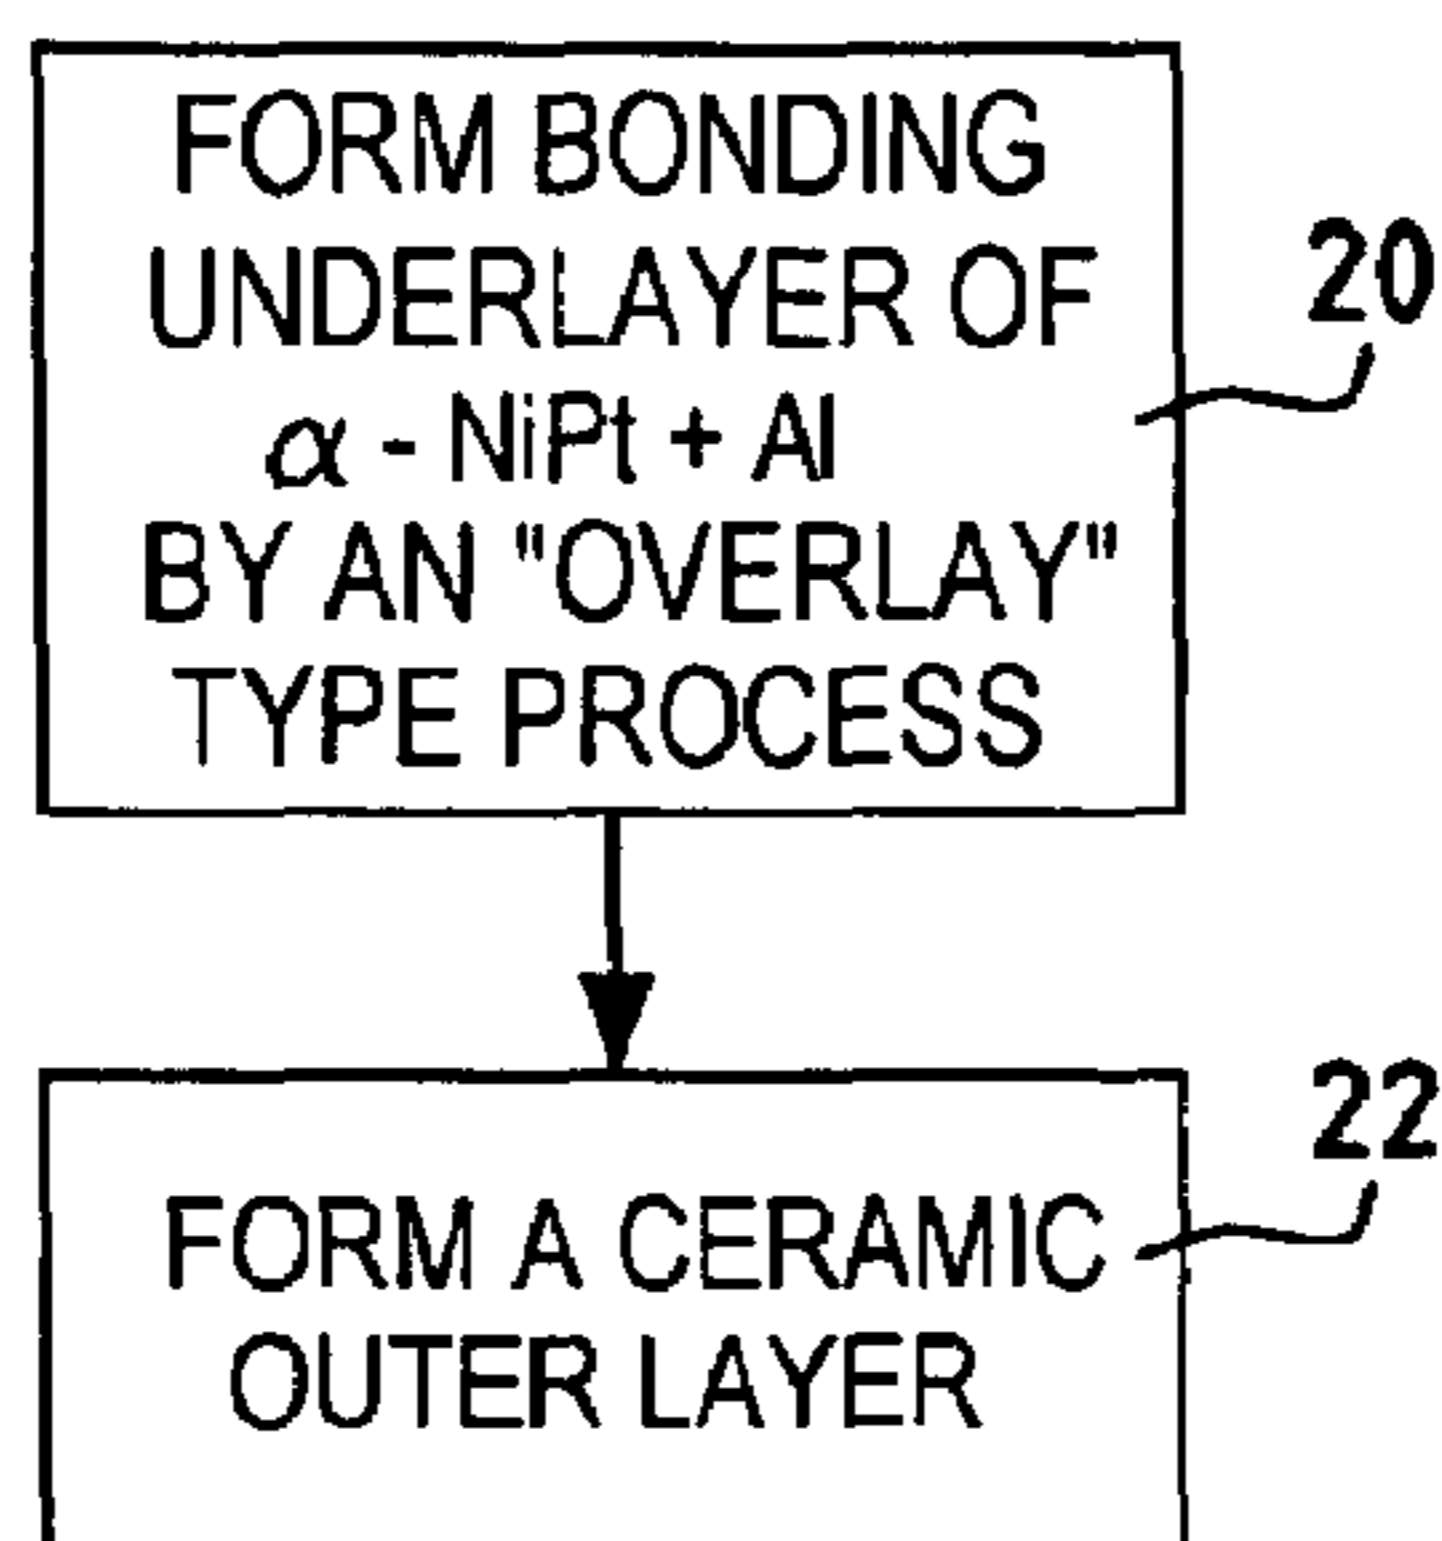 FORM BONDING
UNDERLAYER OF
α - NiPt + Al
BY AN "OVERLAY"
TYPE PROCESS
20
FORM A CERAMIC
OUTER LAYER
22